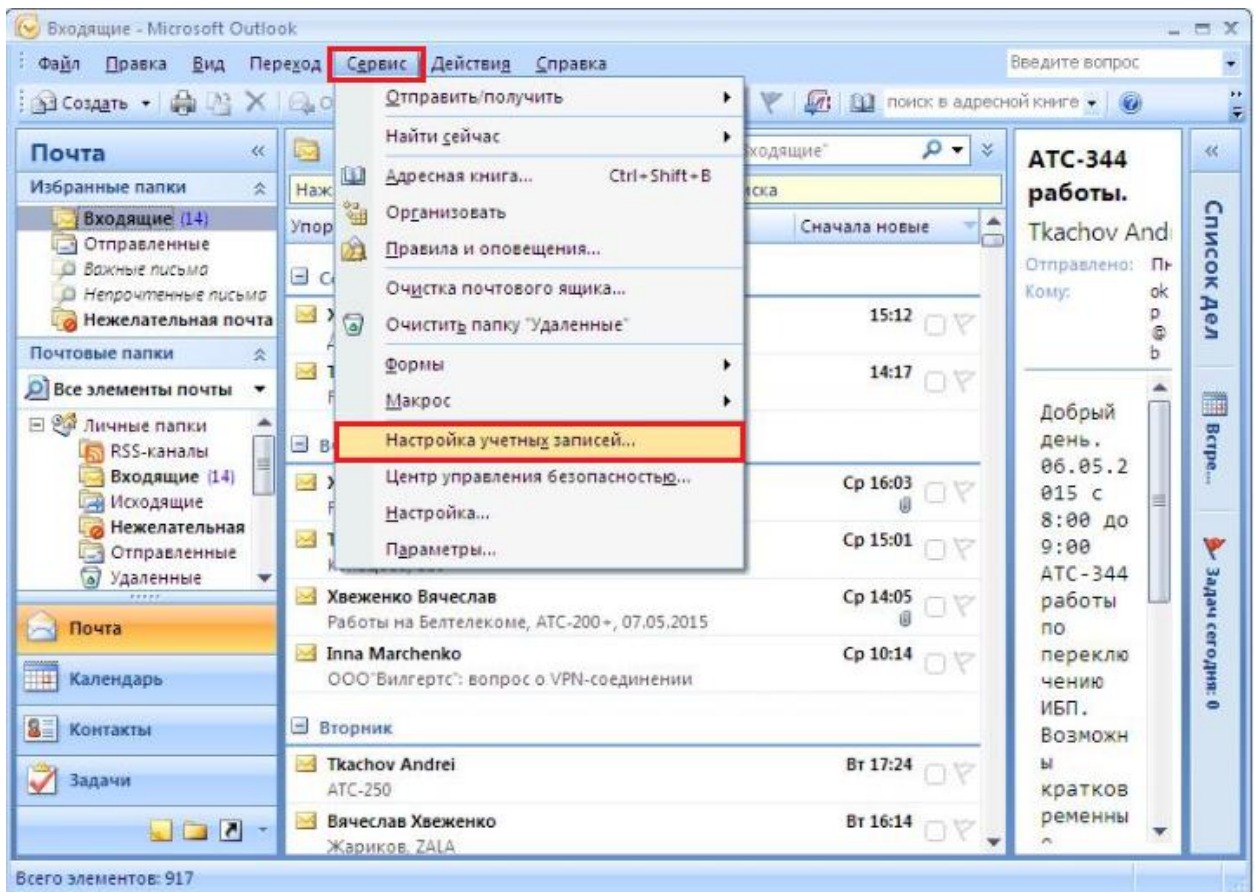 Входящие - Microsoft Outlook
Файл Правка Вид Переход Сервис Действия Справка
Введите вопрос
Создать
поиск в адресной книге
Отправить/получить
Найти сейчас
Адресная книга... Ctrl+Shift+B
Организовать
Правила и оповещения...
Очистка почтового ящика...
Очистить папку "Удаленные"
Формы
Макрос
Настройка учетных записей...
Центр управления безопасностью...
Настройка...
Параметры...
Почта
Избранные папки
Входящие (14)
Отправленные
Важные письма
Непрочтенные письма
Нежелательная почта
Почтовые папки
Все элементы почты
Личные папки
RSS-каналы
Входящие (14)
Исходящие
Нежелательная
Отправленные
Удаленные
Почта
Календарь
Контакты
Задачи
Сначала новые
15:12
14:17
Ср 16:03
Ср 15:01
Хвеженко Вячеслав Ср 14:05
Работы на Белтелекоме, АТС-200+, 07.05.2015
Inna Marchenko Ср 10:14
ООО"Вилгертс": вопрос о VPN-соединении
Вторник
Tkachov Andrei Вт 17:24
АТС-250
Вячеслав Хвеженко Вт 16:14
Жариков, ZALA
АТС-344
работы.
Tkachov And
Отправлено: Пн
Кому: ok
p
@
b
Добрый
день.
06.05.2
015 с
8:00 до
9:00
АТС-344
работы
по
переклю
чению
ИБП.
Возможн
ы
кратков
ременны
Список дел
Встре...
Задач сегодня: 0
Всего элементов: 917